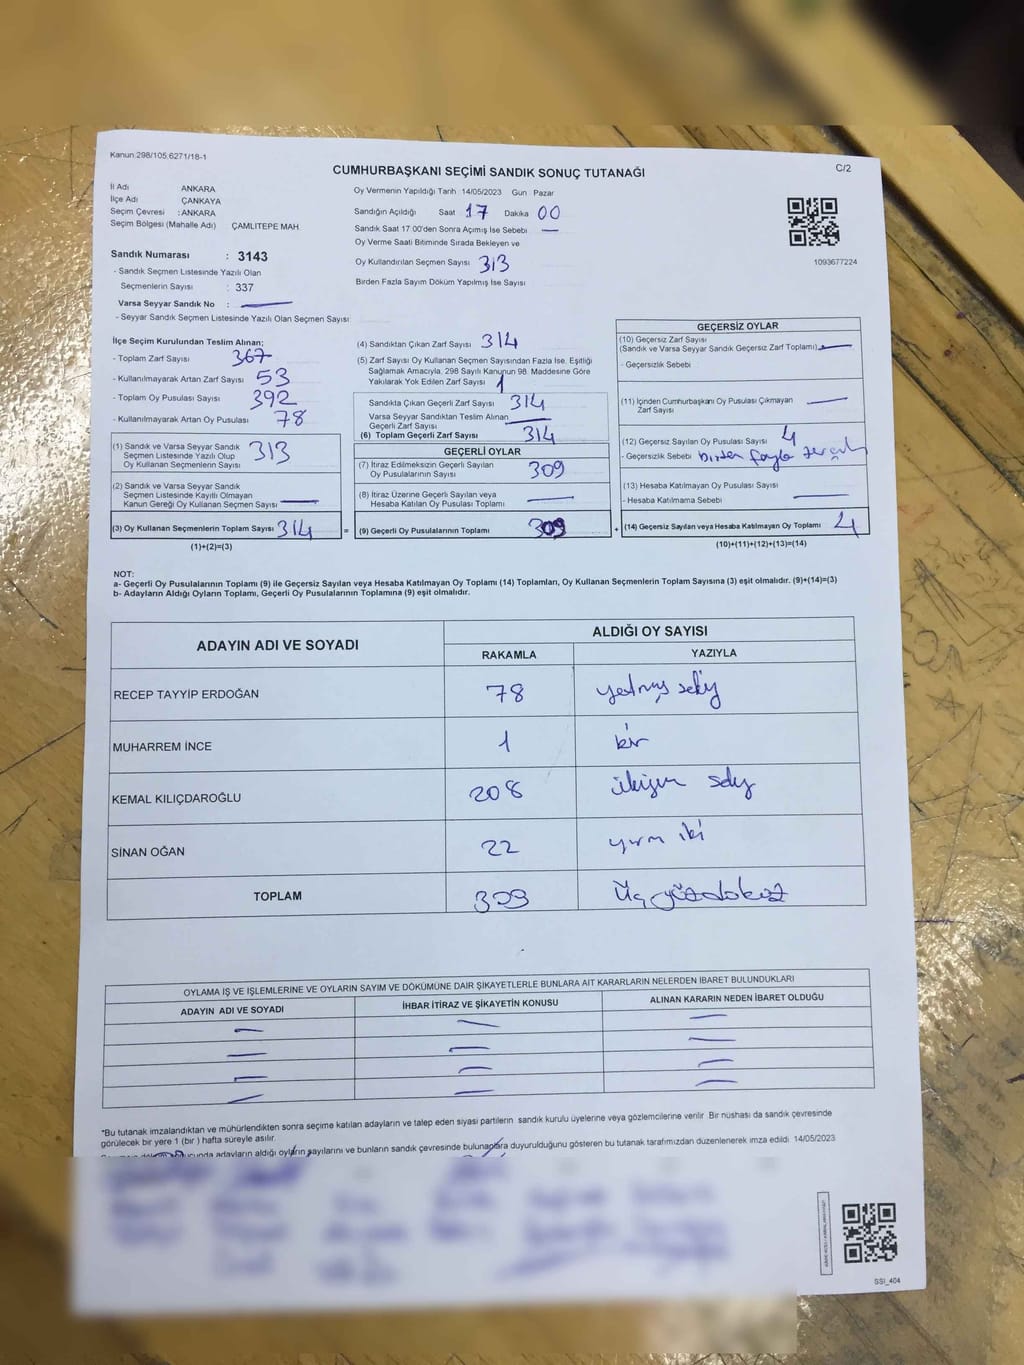 Kanun:298/105,6271/18-1
CUMHURBAŞKANI SEÇİMİ SANDIK SONUÇ TUTANAĞI
C/2
İl Adı ANKARA
İlçe Adı ÇANKAYA
Seçim Çevresi : ANKARA
Seçim Bölgesi (Mahalle Adı) ÇAMLITEPE MAH
Oy Vermenin Yapıldığı Tarih 14/05/2023 Gün Pazar
Sandığın Açıldığı Saat 17 Dakika 00
Sandık Saat 17:00'den Sonra Açımış İse Sebebi —
Oy Verme Saati Bitiminde Sırada Bekleyen ve
Oy Kullandırılan Seçmen Sayısı 313
Birden Fazla Sayım Döküm Yapılmış İse Sayısı
1093677224
Sandık Numarası : 3143
- Sandık Seçmen Listesinde Yazılı Olan
Seçmenlerin Sayısı : 337
Varsa Seyyar Sandık No : —
- Seyyar Sandık Seçmen Listesinde Yazılı Olan Seçmen Sayısı
İlçe Seçim Kurulundan Teslim Alınan;
- Toplam Zarf Sayısı 367
- Kullanılmayarak Artan Zarf Sayısı 53
- Toplam Oy Pusulası Sayısı 392
- Kullanılmayarak Artan Oy Pusulası 78
(1) Sandık ve Varsa Seyyar Sandık
Seçmen Listesinde Yazılı Olup
Oy Kullanan Seçmenlerin Sayısı 313
(2) Sandık ve Varsa Seyyar Sandık
Seçmen Listesinde Kayıtlı Olmayan
Kanun Gereği Oy Kullanan Seçmen Sayısı —
(3) Oy Kullanan Seçmenlerin Toplam Sayısı 314
(1)+(2)=(3)
(4) Sandıktan Çıkan Zarf Sayısı 314
(5) Zarf Sayısı Oy Kullanan Seçmen Sayısından Fazla İse, Eşitliği
Sağlamak Amacıyla, 298 Sayılı Kanunun 98. Maddesine Göre
Yakılarak Yok Edilen Zarf Sayısı 1
Sandıkta Çıkan Geçerli Zarf Sayısı 314
Varsa Seyyar Sandıktan Teslim Alınan
Geçerli Zarf Sayısı —
(6) Toplam Geçerli Zarf Sayısı 314
GEÇERLİ OYLAR
(7) İtiraz Edilmeksizin Geçerli Sayılan
Oy Pusulalarının Sayısı 309
(8) İtiraz Üzerine Geçerli Sayılan veya
Hesaba Katılan Oy Pusulası Toplamı —
= (9) Geçerli Oy Pusulalarının Toplamı 309
GEÇERSİZ OYLAR
(10) Geçersiz Zarf Sayısı
(Sandık ve Varsa Seyyar Sandık Geçersiz Zarf Toplamı) —
- Geçersizlik Sebebi
(11) İçinden Cumhurbaşkanı Oy Pusulası Çıkmayan
Zarf Sayısı —
(12) Geçersiz Sayılan Oy Pusulası Sayısı 4
- Geçersizlik Sebebi birden fazla
(13) Hesaba Katılmayan Oy Pusulası Sayısı
- Hesaba Katılmama Sebebi —
+ (14) Geçersiz Sayılan veya Hesaba Katılmayan Oy Toplamı 4
(10)+(11)+(12)+(13)=(14)
NOT:
a- Geçerli Oy Pusulalarının Toplamı (9) ile Geçersiz Sayılan veya Hesaba Katılmayan Oy Toplamı (14) Toplamları, Oy Kullanan Seçmenlerin Toplam Sayısına (3) eşit olmalıdır. (9)+(14)=(3)
b- Adayların Aldığı Oyların Toplamı, Geçerli Oy Pusulalarının Toplamına (9) eşit olmalıdır.
ADAYIN ADI VE SOYADI
ALDIĞI OY SAYISI
RAKAMLA YAZIYLA
RECEP TAYYİP ERDOĞAN 78 yetmiş sekiz
MUHARREM İNCE 1 bir
KEMAL KILIÇDAROĞLU 208 ikiyüz sekiz
SİNAN OĞAN 22 yirmi iki
TOPLAM 309 üç yüz dokuz
OYLAMA İŞ VE İŞLEMLERİNE VE OYLARIN SAYIM VE DÖKÜMÜNE DAİR ŞİKAYETLERLE BUNLARA AİT KARARLARIN NELERDEN İBARET BULUNDUKLARI
ADAYIN ADI VE SOYADI İHBAR İTİRAZ VE ŞİKAYETİN KONUSU ALINAN KARARIN NEDEN İBARET OLDUĞU
— — —
— — —
— — —
— — —
*Bu tutanak imzalandıktan ve mühürlendikten sonra seçime katılan adayların ve talep eden siyasi partilerin sandık kurulu üyelerine veya gözlemcilerine verilir. Bir nüshası da sandık çevresinde
görülecek bir yere 1 (bir ) hafta süreyle asılır.
adayların aldığı oyların sayılarını ve bunların sandık çevresinde bulunanlara duyurulduğunu gösteren bu tutanak tarafımızdan düzenlenerek imza edildi. 14/05/2023
SSI_404